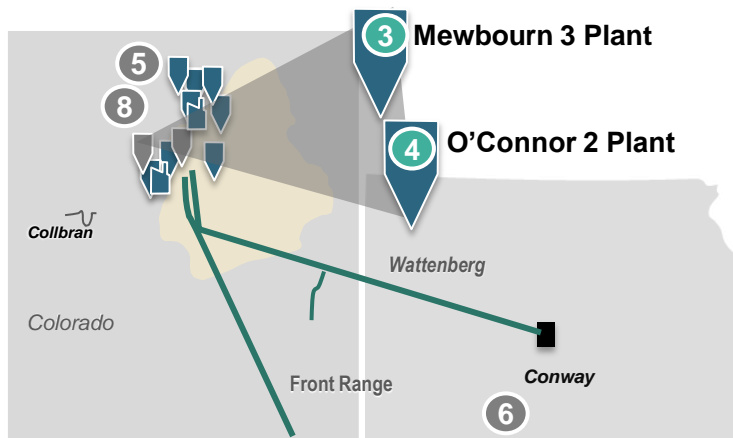 3 Mewbourn 3 Plant
5
8
4 O'Connor 2 Plant
Collbran
Wattenberg
Colorado
Front Range
Conway
6